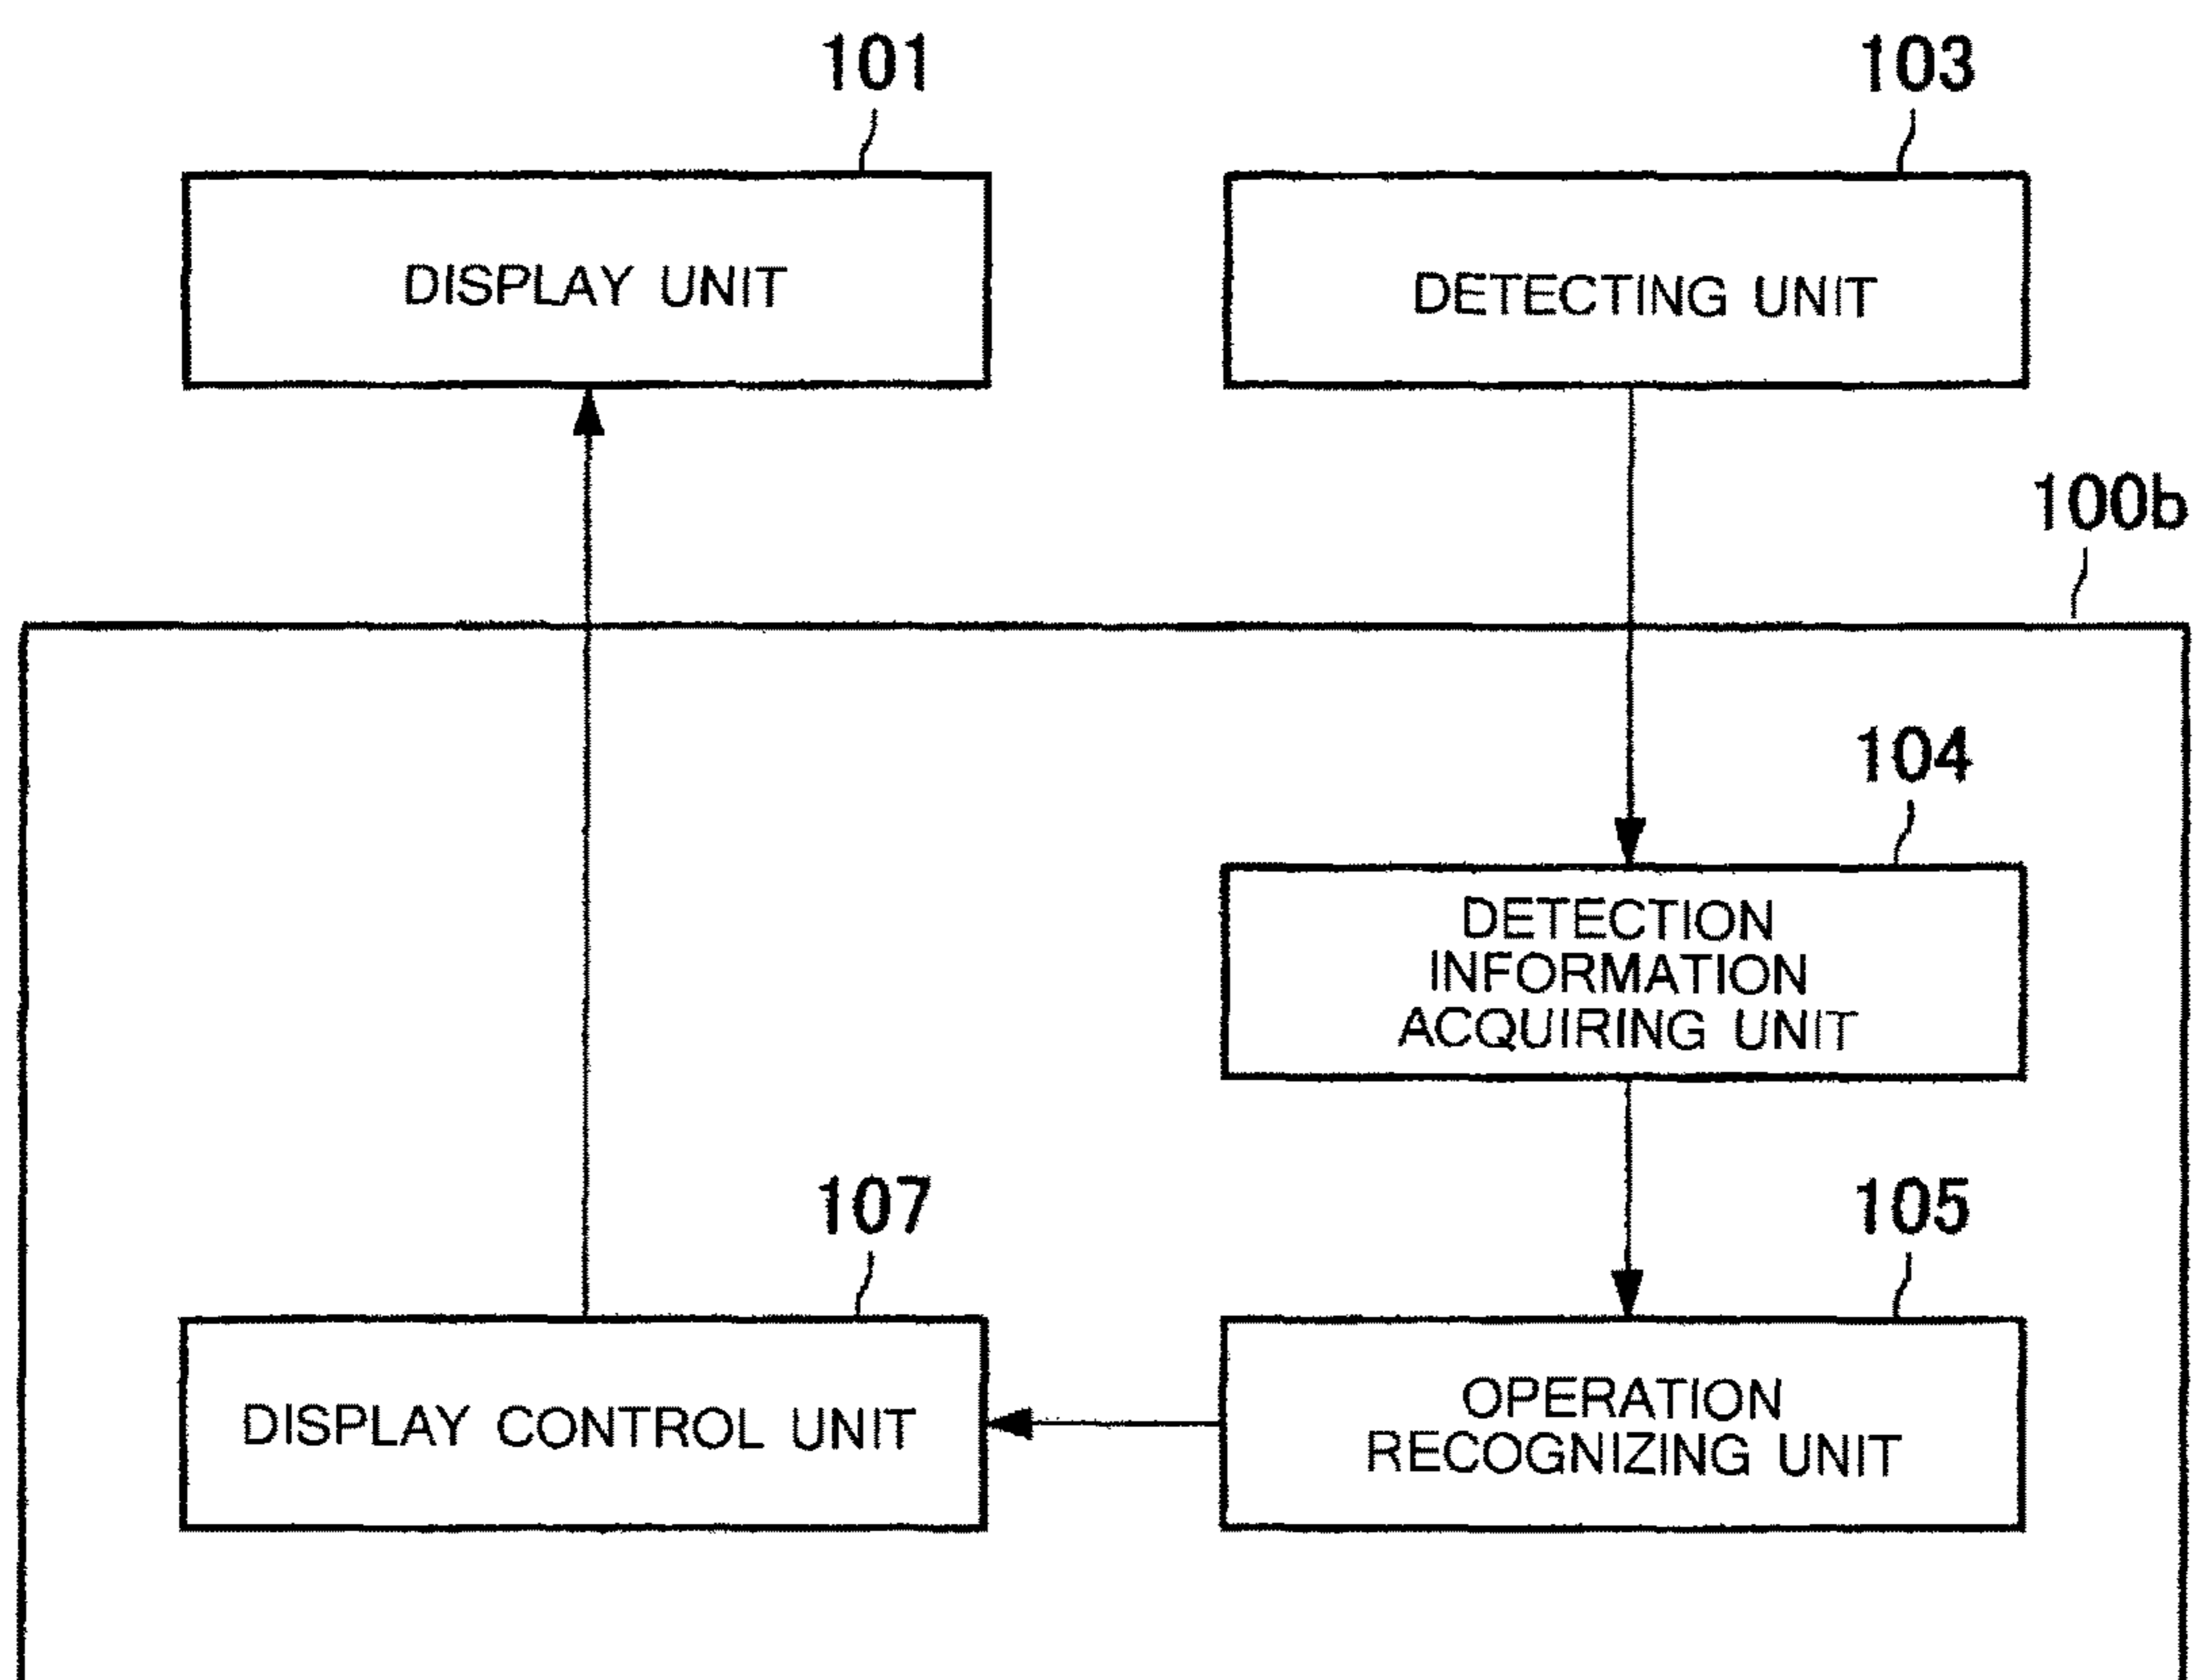 101
103
DISPLAY UNIT
DETECTING UNIT
100b
104
DETECTION
INFORMATION
ACQUIRING UNIT
107
105
DISPLAY CONTROL UNIT
OPERATION
RECOGNIZING UNIT